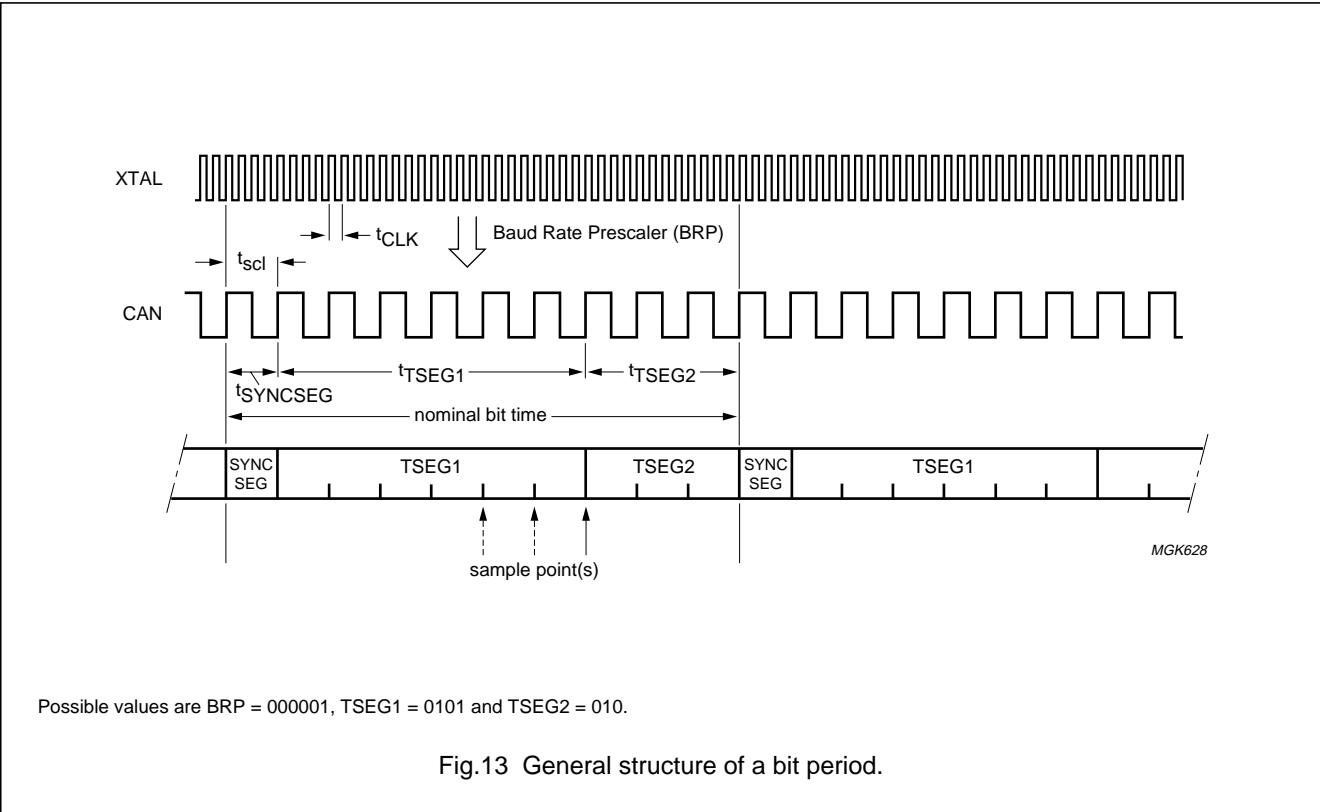 XTAL
tCLK
Baud Rate Prescaler (BRP)
tscl
CAN
tTSEG1
tTSEG2
tSYNCSEG
nominal bit time
SYNC
SEG
TSEG1
TSEG2
SYNC
SEG
TSEG1
MGK628
sample point(s)
Possible values are BRP = 000001, TSEG1 = 0101 and TSEG2 = 010.
Fig.13 General structure of a bit period.